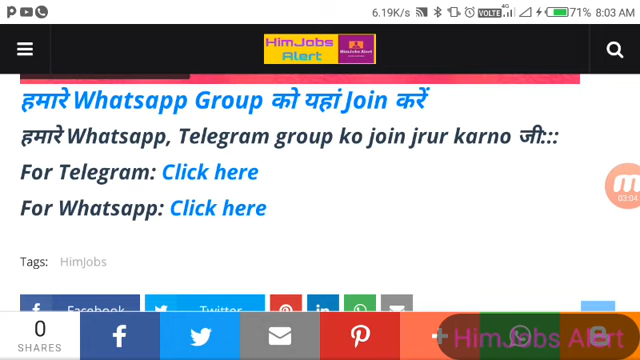 6.19K/s 4G VOLTE 71% 8:03 AM
HimJobs Alert HimJobs Alert
हमारे Whatsapp Group को यहां Join करें
हमारे Whatsapp, Telegram group ko join jrur karno जी:::
For Telegram: Click here
For Whatsapp: Click here
03:04
Tags: HimJobs
Facebook Twitter
0
SHARES
HimJobs Alert